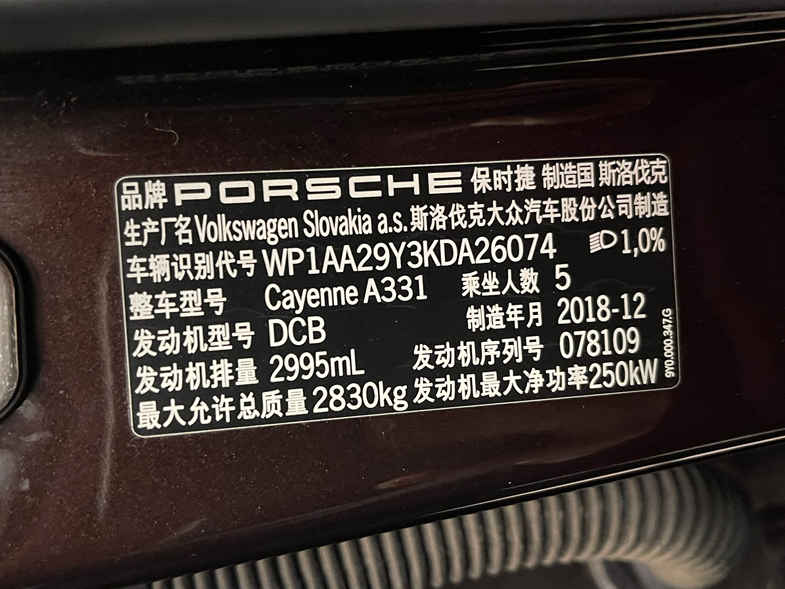 品牌 PORSCHE 保时捷 制造国 斯洛伐克
生产厂名 Volkswagen Slovakia a.s. 斯洛伐克大众汽车股份公司制造
车辆识别代号 WP1AA29Y3KDA26074 1,0%
整车型号 Cayenne A331 乘坐人数 5
发动机型号 DCB 制造年月 2018-12
发动机排量 2995mL 发动机序列号 078109
最大允许总质量 2830kg 发动机最大净功率 250kW
9Y0.000.347.G